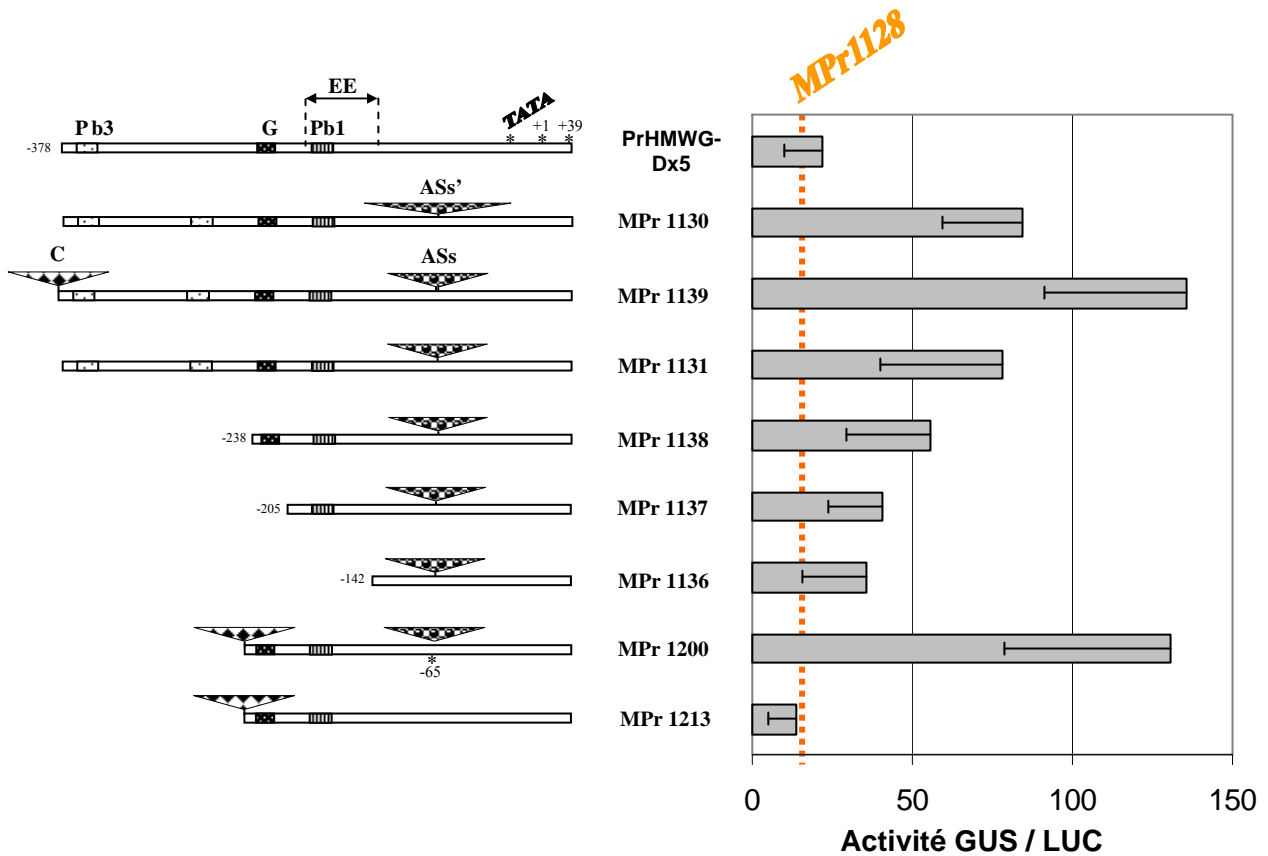 MPr1128
EE
TATA
P b3
G
Pb1
+1
+39
* * *
-378
PrHMWG-
Dx5
ASs’
MPr 1130
C
ASs
MPr 1139
MPr 1131
-238
MPr 1138
-205
MPr 1137
-142
MPr 1136
MPr 1200
*
-65
MPr 1213
0 50 100 150
Activité GUS / LUC